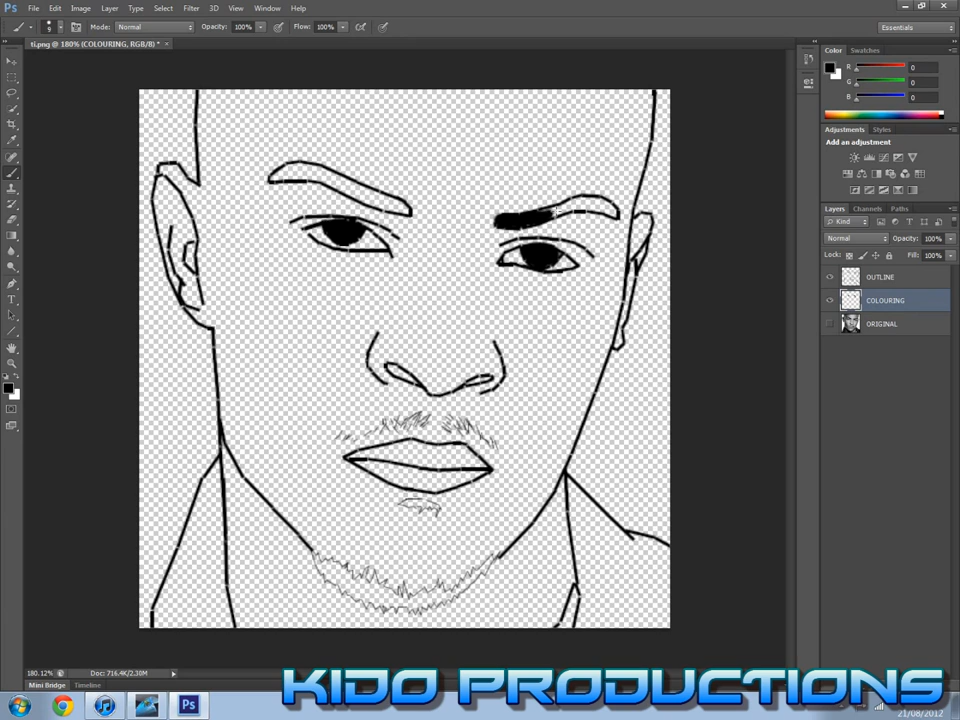 Ps File Edit Image Layer Type Select Filter 3D View Window Help
9 Mode: Normal Opacity: 100% Flow: 100% Essentials
ti.png @ 180% (COLOURING, RGB/8) * ×
Color Swatches
R 0
G 0
B 0
Adjustments Styles
Add an adjustment
Layers Channels Paths
Kind
Normal Opacity: 100%
Lock: Fill: 100%
OUTLINE
COLOURING
ORIGINAL
180.12% Doc: 716.4K/2.30M
Mini Bridge Timeline
Ps
KIDO PRODUCTIONS
21/08/2012